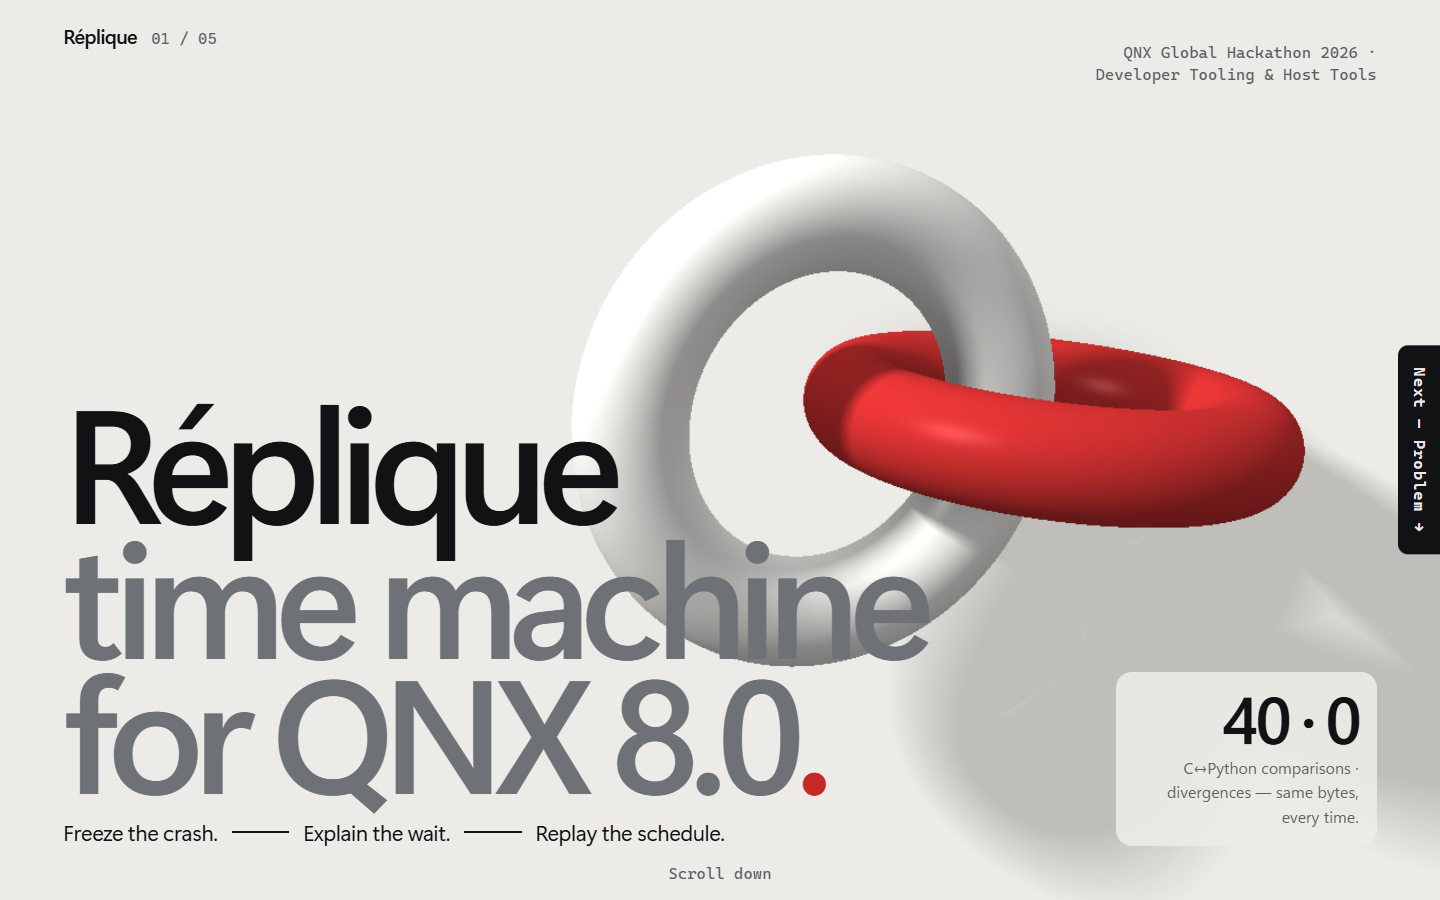 Réplique 01 / 05
QNX Global Hackathon 2026 ·
Developer Tooling & Host Tools
Réplique
time machine
for QNX 8.0.
Freeze the crash. — Explain the wait. — Replay the schedule.
Scroll down
40 · 0
C↔Python comparisons ·
divergences — same bytes,
every time.
Next — Problem →